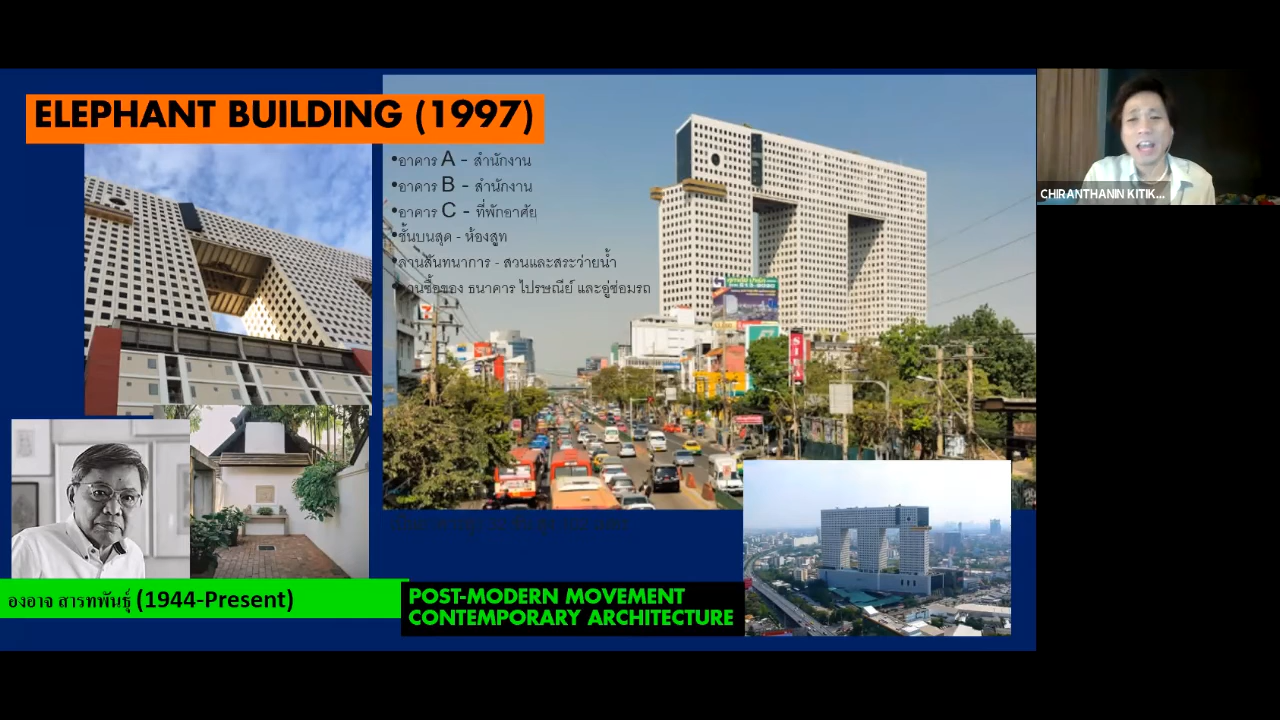 ELEPHANT BUILDING (1997)
•อาคาร A - สำนักงาน
•อาคาร B - สำนักงาน
•อาคาร C - ที่พักอาศัย
•ชั้นบนสุด - ห้องสูท
•ลานสันทนาการ - สวนและสระว่ายน้ำ
ธนาคาร ไปรษณีย์ และอู่ซ่อมรถ
CHIRANTHANIN KITIK...
องอาจ สาตรพันธุ์ (1944-Present)
POST-MODERN MOVEMENT
CONTEMPORARY ARCHITECTURE